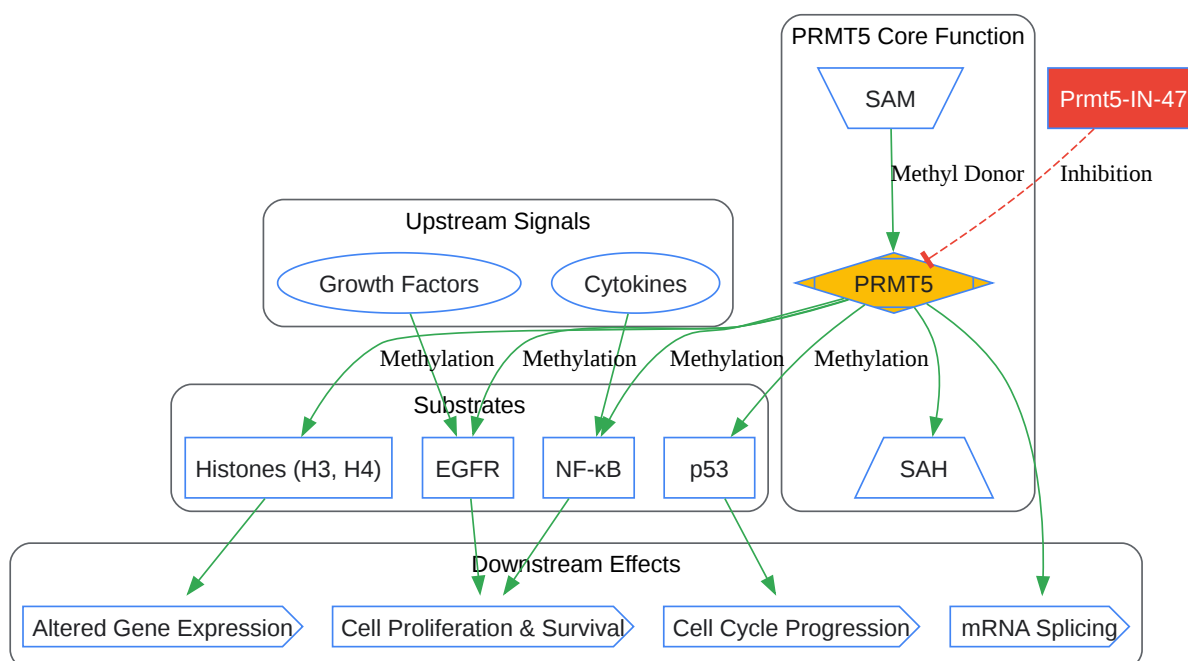 PRMT5 Core Function
SAM
Prmt5-IN-47
Methyl Donor
Inhibition
Upstream Signals
Growth Factors
Cytokines
PRMT5
Methylation
Methylation
Methylation
Methylation
Substrates
Histones (H3, H4)
EGFR
NF-κB
p53
SAH
Downstream Effects
Altered Gene Expression
Cell Proliferation & Survival
Cell Cycle Progression
mRNA Splicing